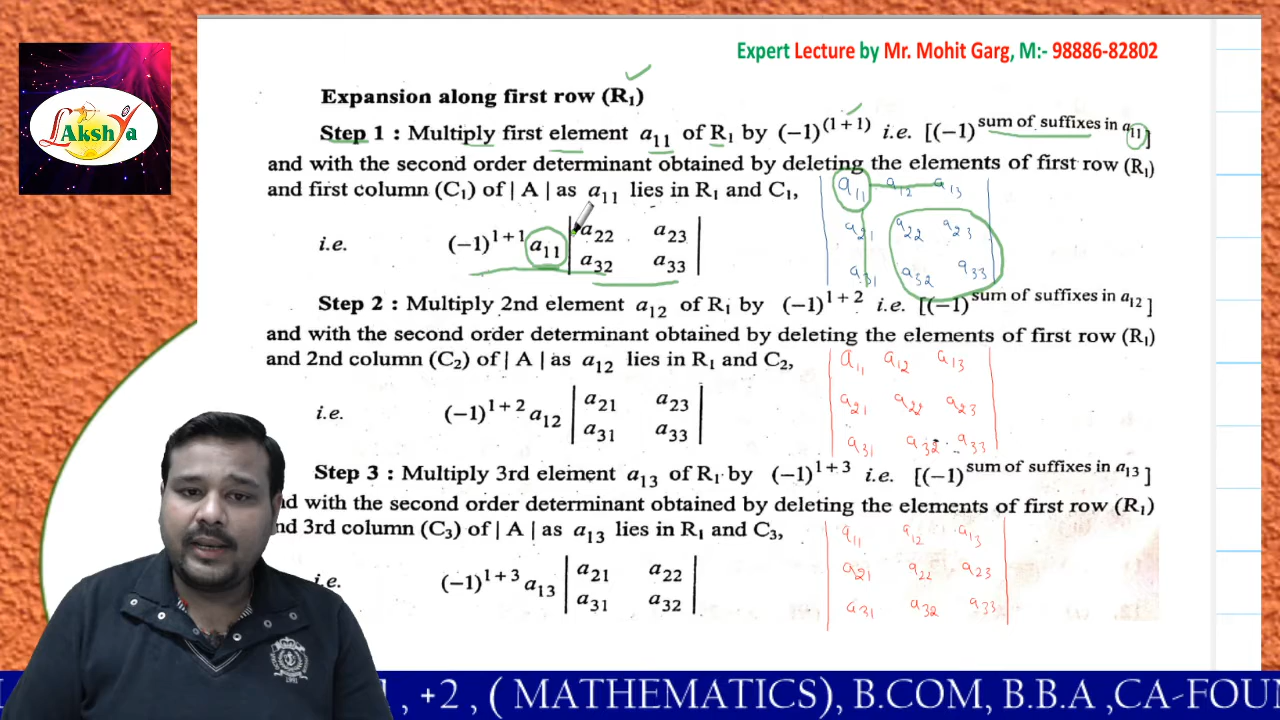 Expert Lecture by Mr. Mohit Garg, M:- 98886-82802
LAkshya
Expansion along first row (R₁)
Step 1 : Multiply first element a₁₁ of R₁ by (−1)⁽¹⁺¹⁾ i.e. [(−1)^sum of suffixes in a₁₁]
and with the second order determinant obtained by deleting the elements of first row (R₁)
and first column (C₁) of | A | as a₁₁ lies in R₁ and C₁,
a₁₁ a₁₂ a₁₃
a₂₁ a₂₂ a₂₃
a₃₁ a₃₂ a₃₃
i.e. (−1)¹⁺¹ a₁₁ | a₂₂ a₂₃ |
| a₃₂ a₃₃ |
Step 2 : Multiply 2nd element a₁₂ of R₁ by (−1)¹⁺² i.e. [(−1)^sum of suffixes in a₁₂]
and with the second order determinant obtained by deleting the elements of first row (R₁)
and 2nd column (C₂) of | A | as a₁₂ lies in R₁ and C₂,
a₁₁ a₁₂ a₁₃
a₂₁ a₂₂ a₂₃
a₃₁ a₃₂ a₃₃
i.e. (−1)¹⁺² a₁₂ | a₂₁ a₂₃ |
| a₃₁ a₃₃ |
Step 3 : Multiply 3rd element a₁₃ of R₁ by (−1)¹⁺³ i.e. [(−1)^sum of suffixes in a₁₃]
nd with the second order determinant obtained by deleting the elements of first row (R₁)
nd 3rd column (C₃) of | A | as a₁₃ lies in R₁ and C₃,
a₁₁ a₁₂ a₁₃
a₂₁ a₂₂ a₂₃
a₃₁ a₃₂ a₃₃
i.e. (−1)¹⁺³ a₁₃ | a₂₁ a₂₂ |
| a₃₁ a₃₂ |
, +2 , ( MATHEMATICS), B.COM, B.B.A ,CA-FOUN